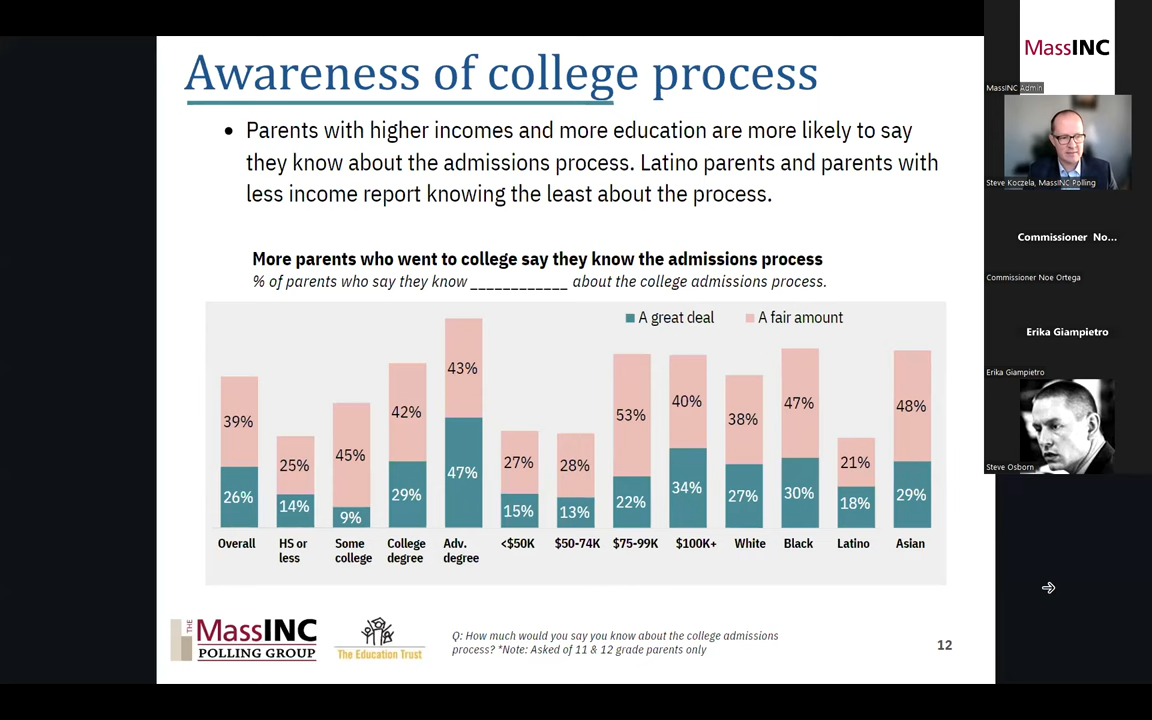 Awareness of college process
• Parents with higher incomes and more education are more likely to say
they know about the admissions process. Latino parents and parents with
less income report knowing the least about the process.
More parents who went to college say they know the admissions process
% of parents who say they know ____________ about the college admissions process.
A great deal
A fair amount
39% 25% 45% 42% 43% 27% 28% 53% 40% 38% 47% 21% 48%
26% 14% 9% 29% 47% 15% 13% 22% 34% 27% 30% 18% 29%
Overall HS or Some College Adv. <$50K $50-74K $75-99K $100K+ White Black Latino Asian
less college degree degree
THE MassINC
POLLING GROUP
The Education Trust
Q: How much would you say you know about the college admissions
process? *Note: Asked of 11 & 12 grade parents only
12
MassINC
MassINC Admin
Steve Koczela, MassINC Polling
Commissioner No...
Commissioner Noe Ortega
Erika Giampietro
Erika Giampietro
Steve Osborn